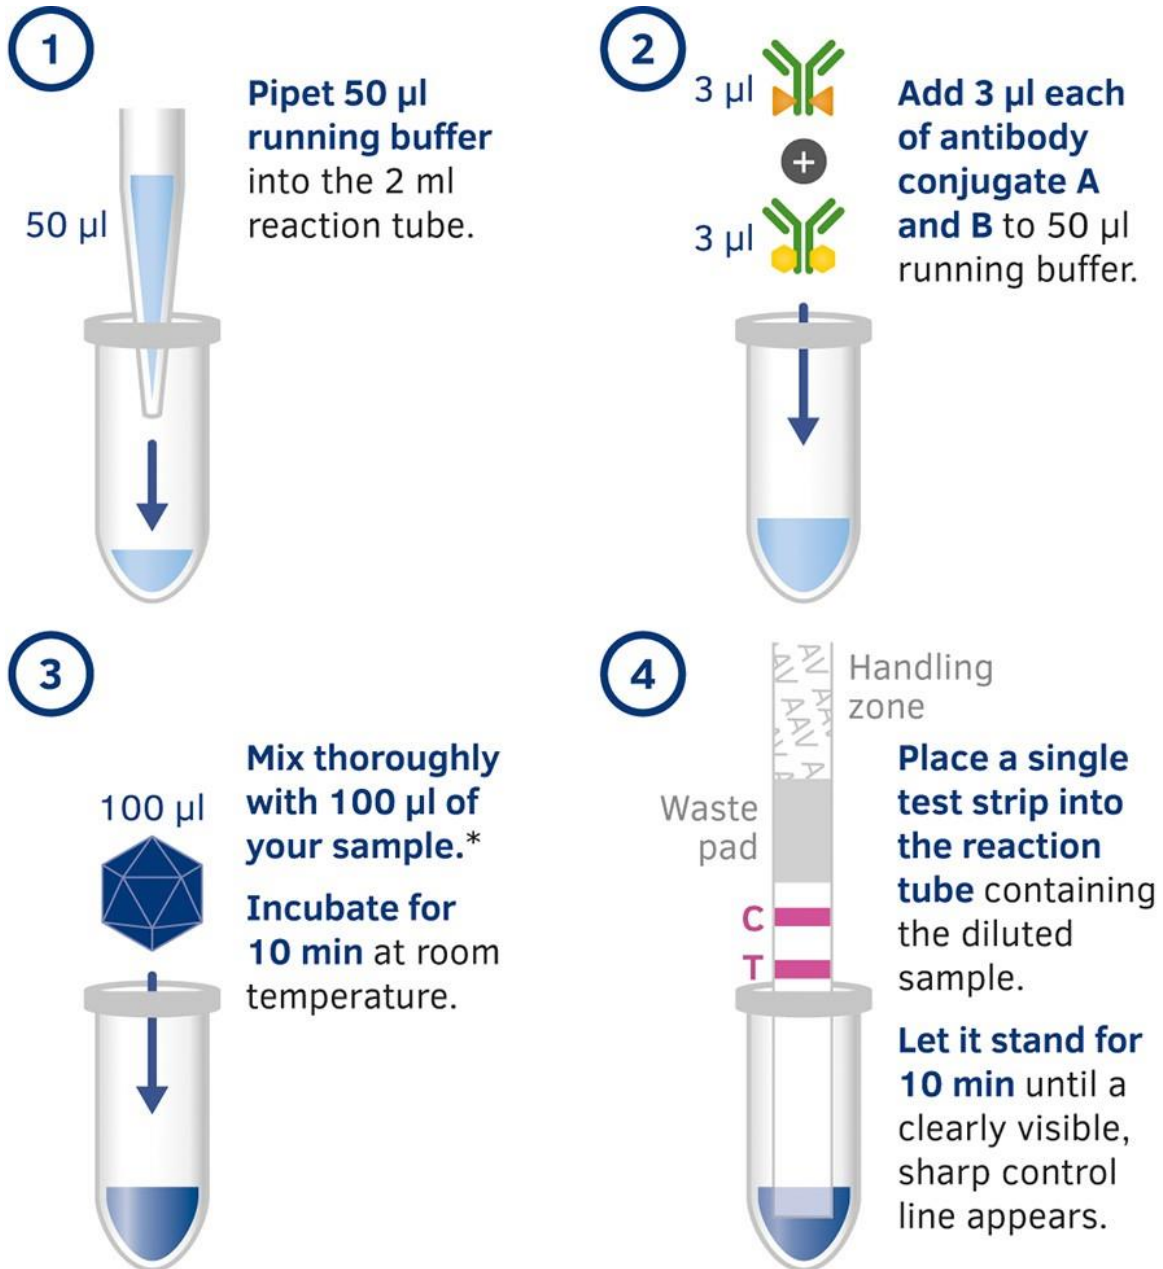 1
Pipet 50 µl
running buffer
into the 2 ml
reaction tube.
50 µl
2
3 µl
+
3 µl
Add 3 µl each
of antibody
conjugate A
and B to 50 µl
running buffer.
3
100 µl
Mix thoroughly
with 100 µl of
your sample.*
Incubate for
10 min at room
temperature.
4
AAV AAV AAV A
Handling
zone
Waste
pad
C
T
Place a single
test strip into
the reaction
tube containing
the diluted
sample.
Let it stand for
10 min until a
clearly visible,
sharp control
line appears.